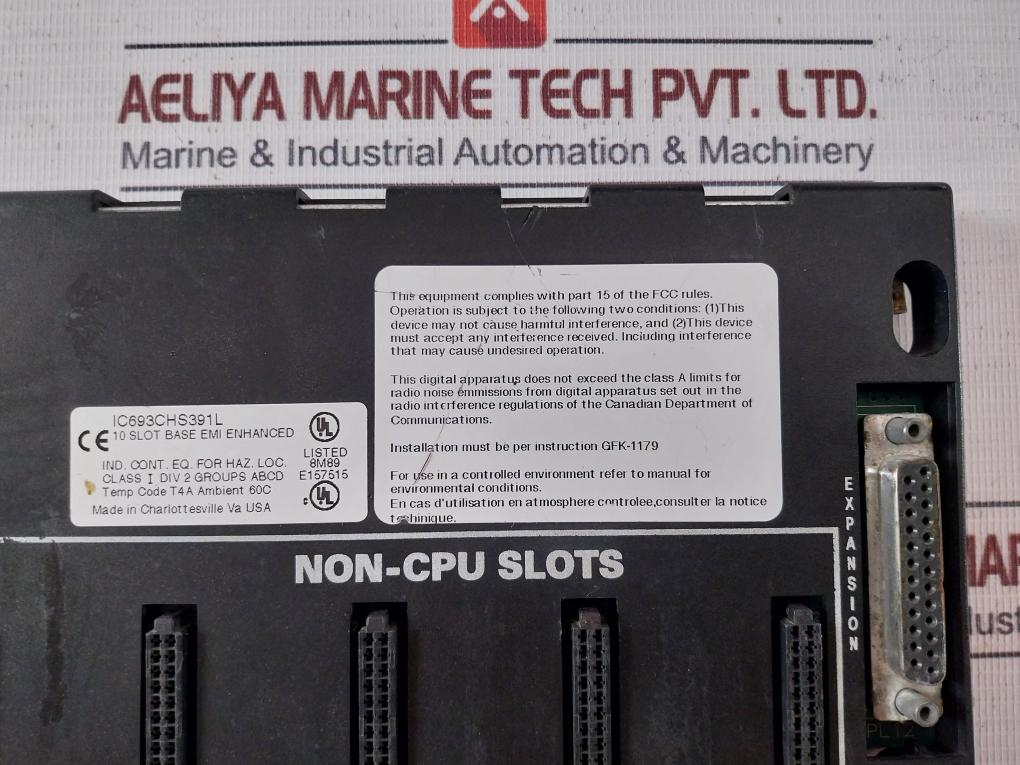 AELIYA MARINE TECH PVT. LTD.
Marine & Industrial Automation & Machinery
This equipment complies with part 15 of the FCC rules.
Operation is subject to the following two conditions: (1)This
device may not cause harmful interference, and (2)This device
must accept any interference received. Including interference
that may cause undesired operation.
This digital apparatus does not exceed the class A limits for
radio noise emmissions from digital apparatus set out in the
radio interference regulations of the Canadian Department of
Communications.
Installation must be per instruction GFK-1179
For use in a controlled environment refer to manual for
environmental conditions.
En cas d'utilisation en atmosphere controlee,consulter la notice
technique.
IC693CHS391L
CE 10 SLOT BASE EMI ENHANCED
IND. CONT. EQ. FOR HAZ. LOC.
CLASS I DIV 2 GROUPS ABCD
Temp Code T4A Ambient 60C
Made in Charlottesville Va USA
UL
LISTED
8M89
E157515
c UL
EXPANSION
NON-CPU SLOTS
PL12
MAR
dust